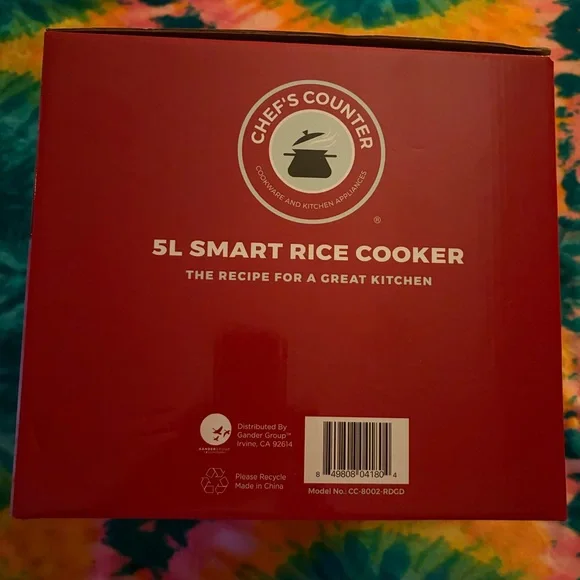 CHEF'S COUNTER
COOKWARE AND KITCHEN APPLIANCES
®
5L SMART RICE COOKER
THE RECIPE FOR A GREAT KITCHEN
GANDERGROUP
Distributed By
Gander Group™
Irvine, CA 92614
8 49808 04180 4
Please Recycle
Made in China
Model No.: CC-8002-RDGD